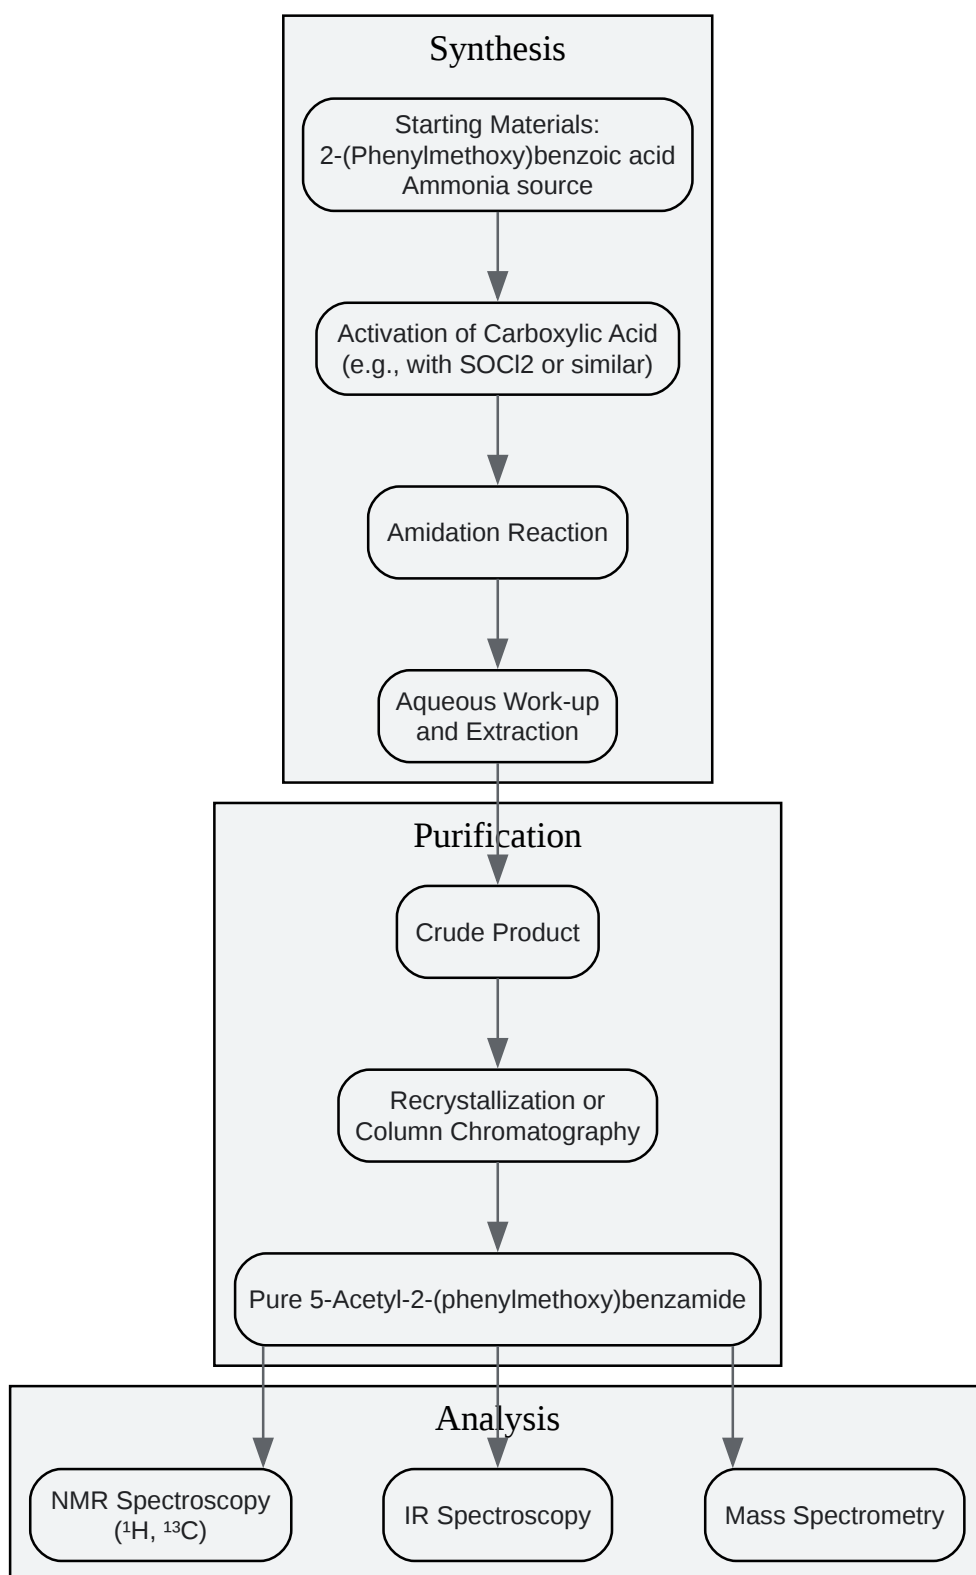 Synthesis
Starting Materials:
2-(Phenylmethoxy)benzoic acid
Ammonia source
Activation of Carboxylic Acid
(e.g., with SOCl2 or similar)
Amidation Reaction
Aqueous Work-up
and Extraction
Purification
Crude Product
Recrystallization or
Column Chromatography
Pure 5-Acetyl-2-(phenylmethoxy)benzamide
Analysis
NMR Spectroscopy
(¹H, ¹³C)
IR Spectroscopy
Mass Spectrometry